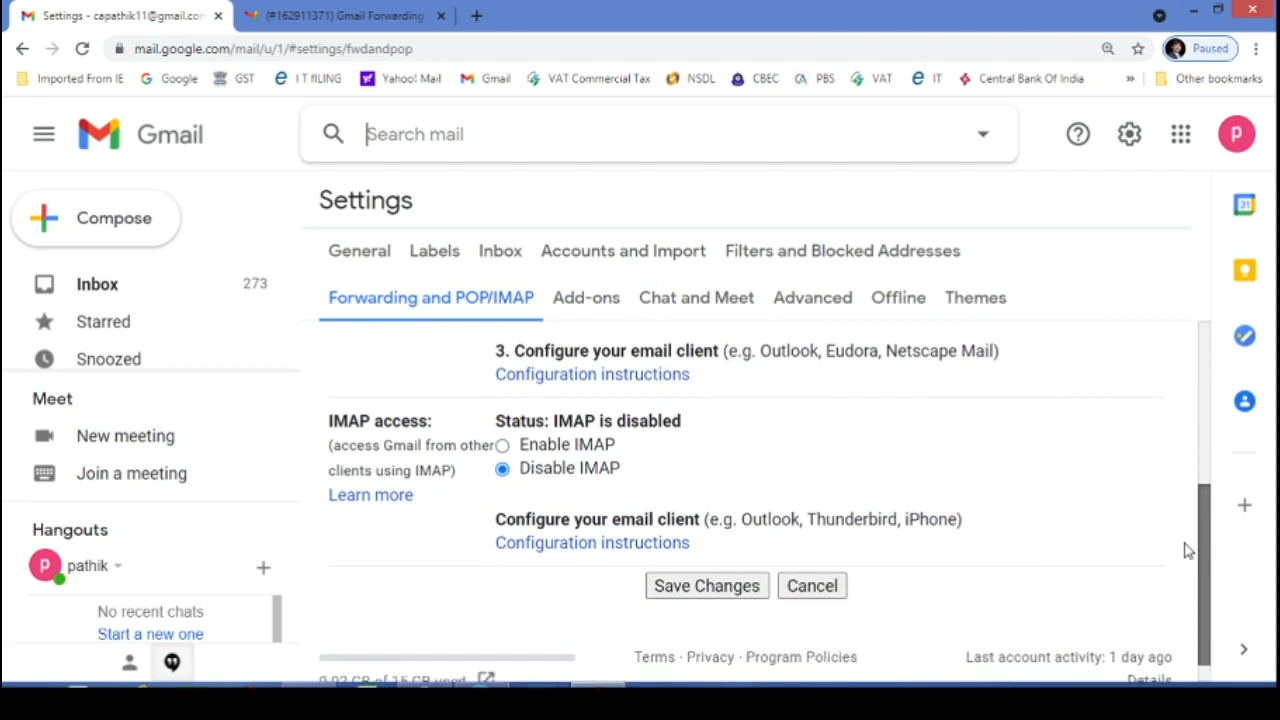 Settings - capathik11@gmail.com
(#162911371) Gmail Forwarding
mail.google.com/mail/u/1/#settings/fwdandpop
Paused
Imported From IE
Google
GST
I T fILING
Yahoo! Mail
Gmail
VAT Commercial Tax
NSDL
CBEC
PBS
VAT
IT
Central Bank Of India
»
Other bookmarks
Gmail
Search mail
P
Compose
Settings
31
General
Labels
Inbox
Accounts and Import
Filters and Blocked Addresses
Inbox
273
Forwarding and POP/IMAP
Add-ons
Chat and Meet
Advanced
Offline
Themes
Starred
Snoozed
3. Configure your email client (e.g. Outlook, Eudora, Netscape Mail)
Configuration instructions
Meet
New meeting
Join a meeting
IMAP access:
(access Gmail from other
clients using IMAP)
Learn more
Status: IMAP is disabled
Enable IMAP
Disable IMAP
Configure your email client (e.g. Outlook, Thunderbird, iPhone)
Configuration instructions
Hangouts
P
pathik
Save Changes
Cancel
No recent chats
Start a new one
Terms · Privacy · Program Policies
Last account activity: 1 day ago
Details